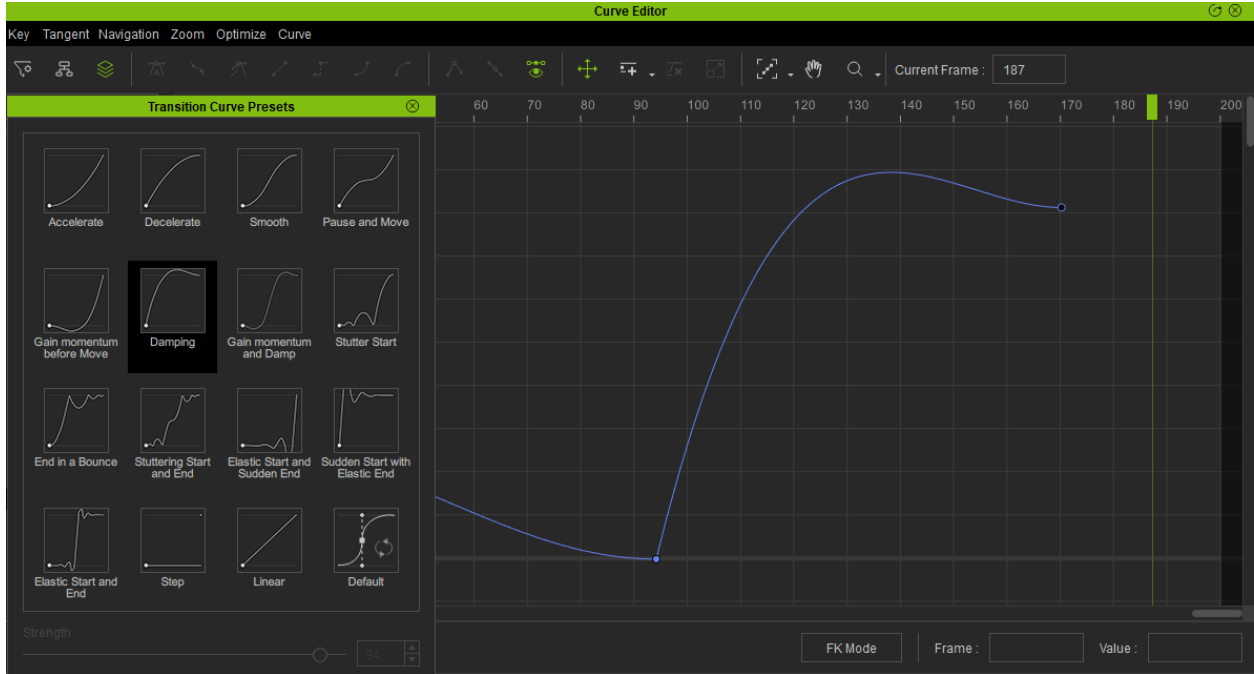 Curve Editor
Key Tangent Navigation Zoom Optimize Curve
Current Frame : 187
Transition Curve Presets
60 70 80 90 100 110 120 130 140 150 160 170 180 190 200
Accelerate Decelerate Smooth Pause and Move
Gain momentum Damping Gain momentum Stutter Start
before Move and Damp
End in a Bounce Stuttering Start Elastic Start and Sudden Start with
and End Sudden End Elastic End
Elastic Start and Step Linear Default
End
Strength
94
FK Mode Frame : Value :